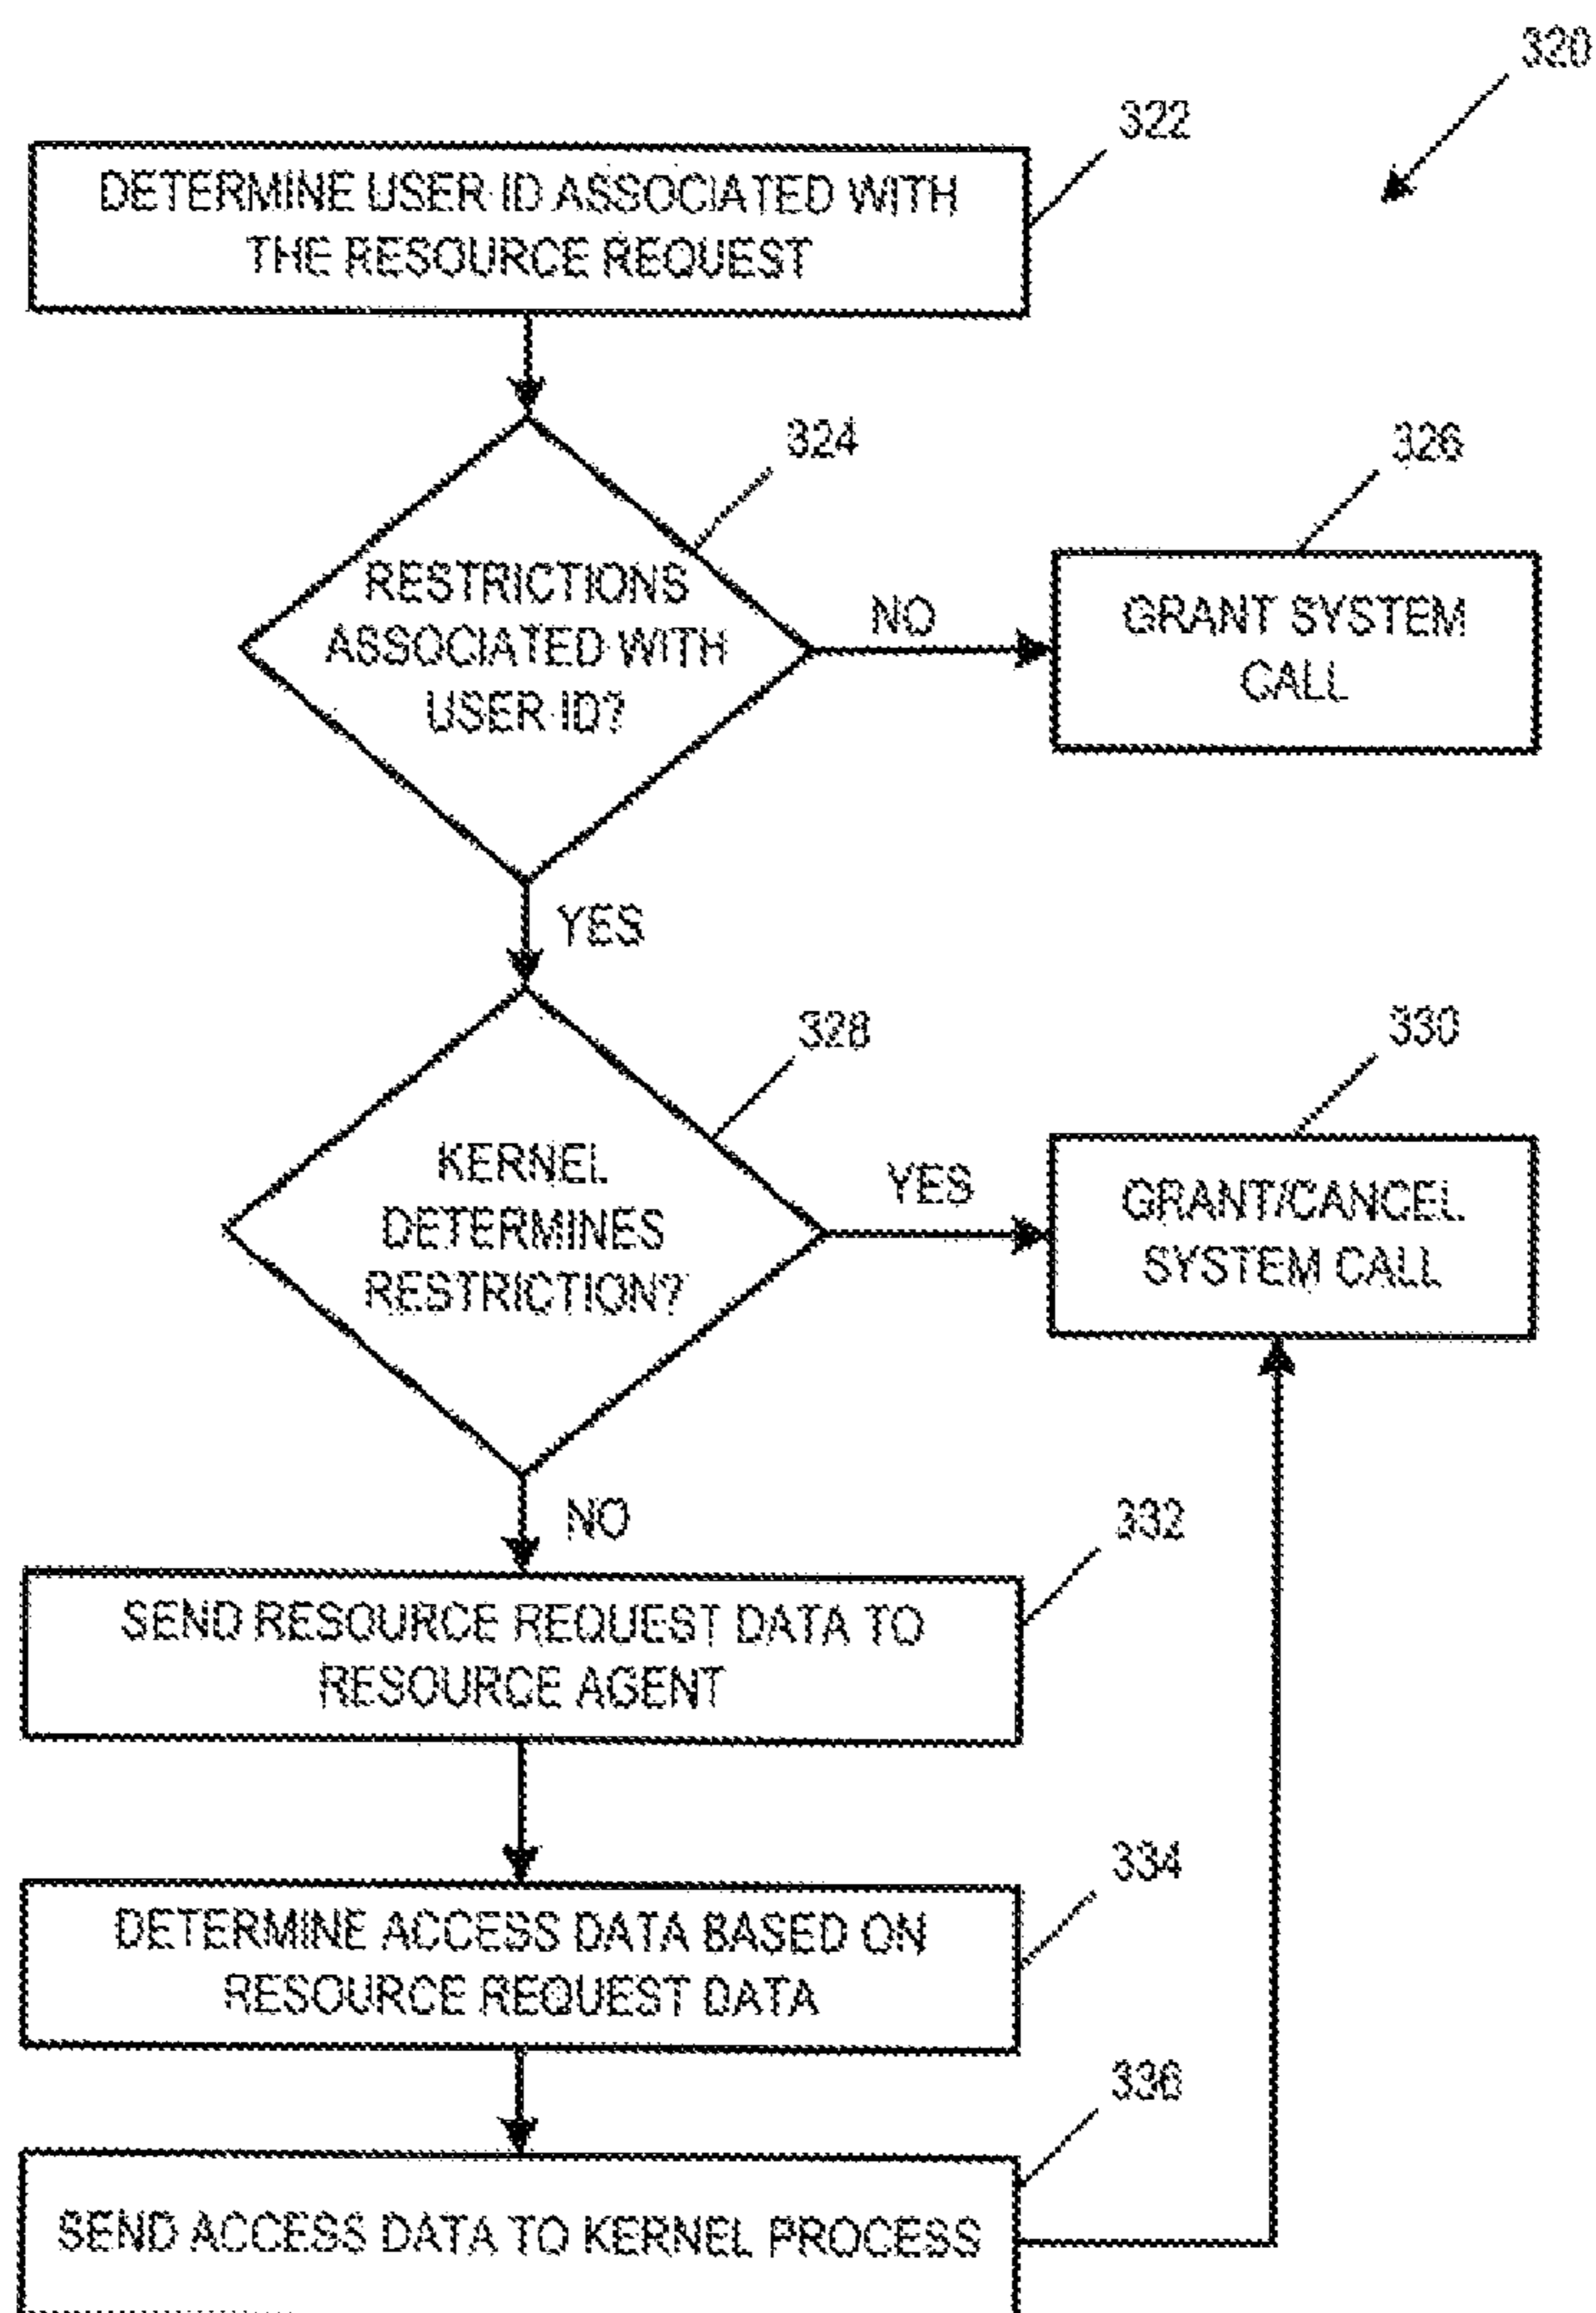 320
322
DETERMINE USER ID ASSOCIATED WITH
THE RESOURCE REQUEST
324
326
RESTRICTIONS
ASSOCIATED WITH
USER ID?
NO
GRANT SYSTEM
CALL
YES
328
330
KERNEL
DETERMINES
RESTRICTION?
YES
GRANT/CANCEL
SYSTEM CALL
NO
332
SEND RESOURCE REQUEST DATA TO
RESOURCE AGENT
334
DETERMINE ACCESS DATA BASED ON
RESOURCE REQUEST DATA
336
SEND ACCESS DATA TO KERNEL PROCESS